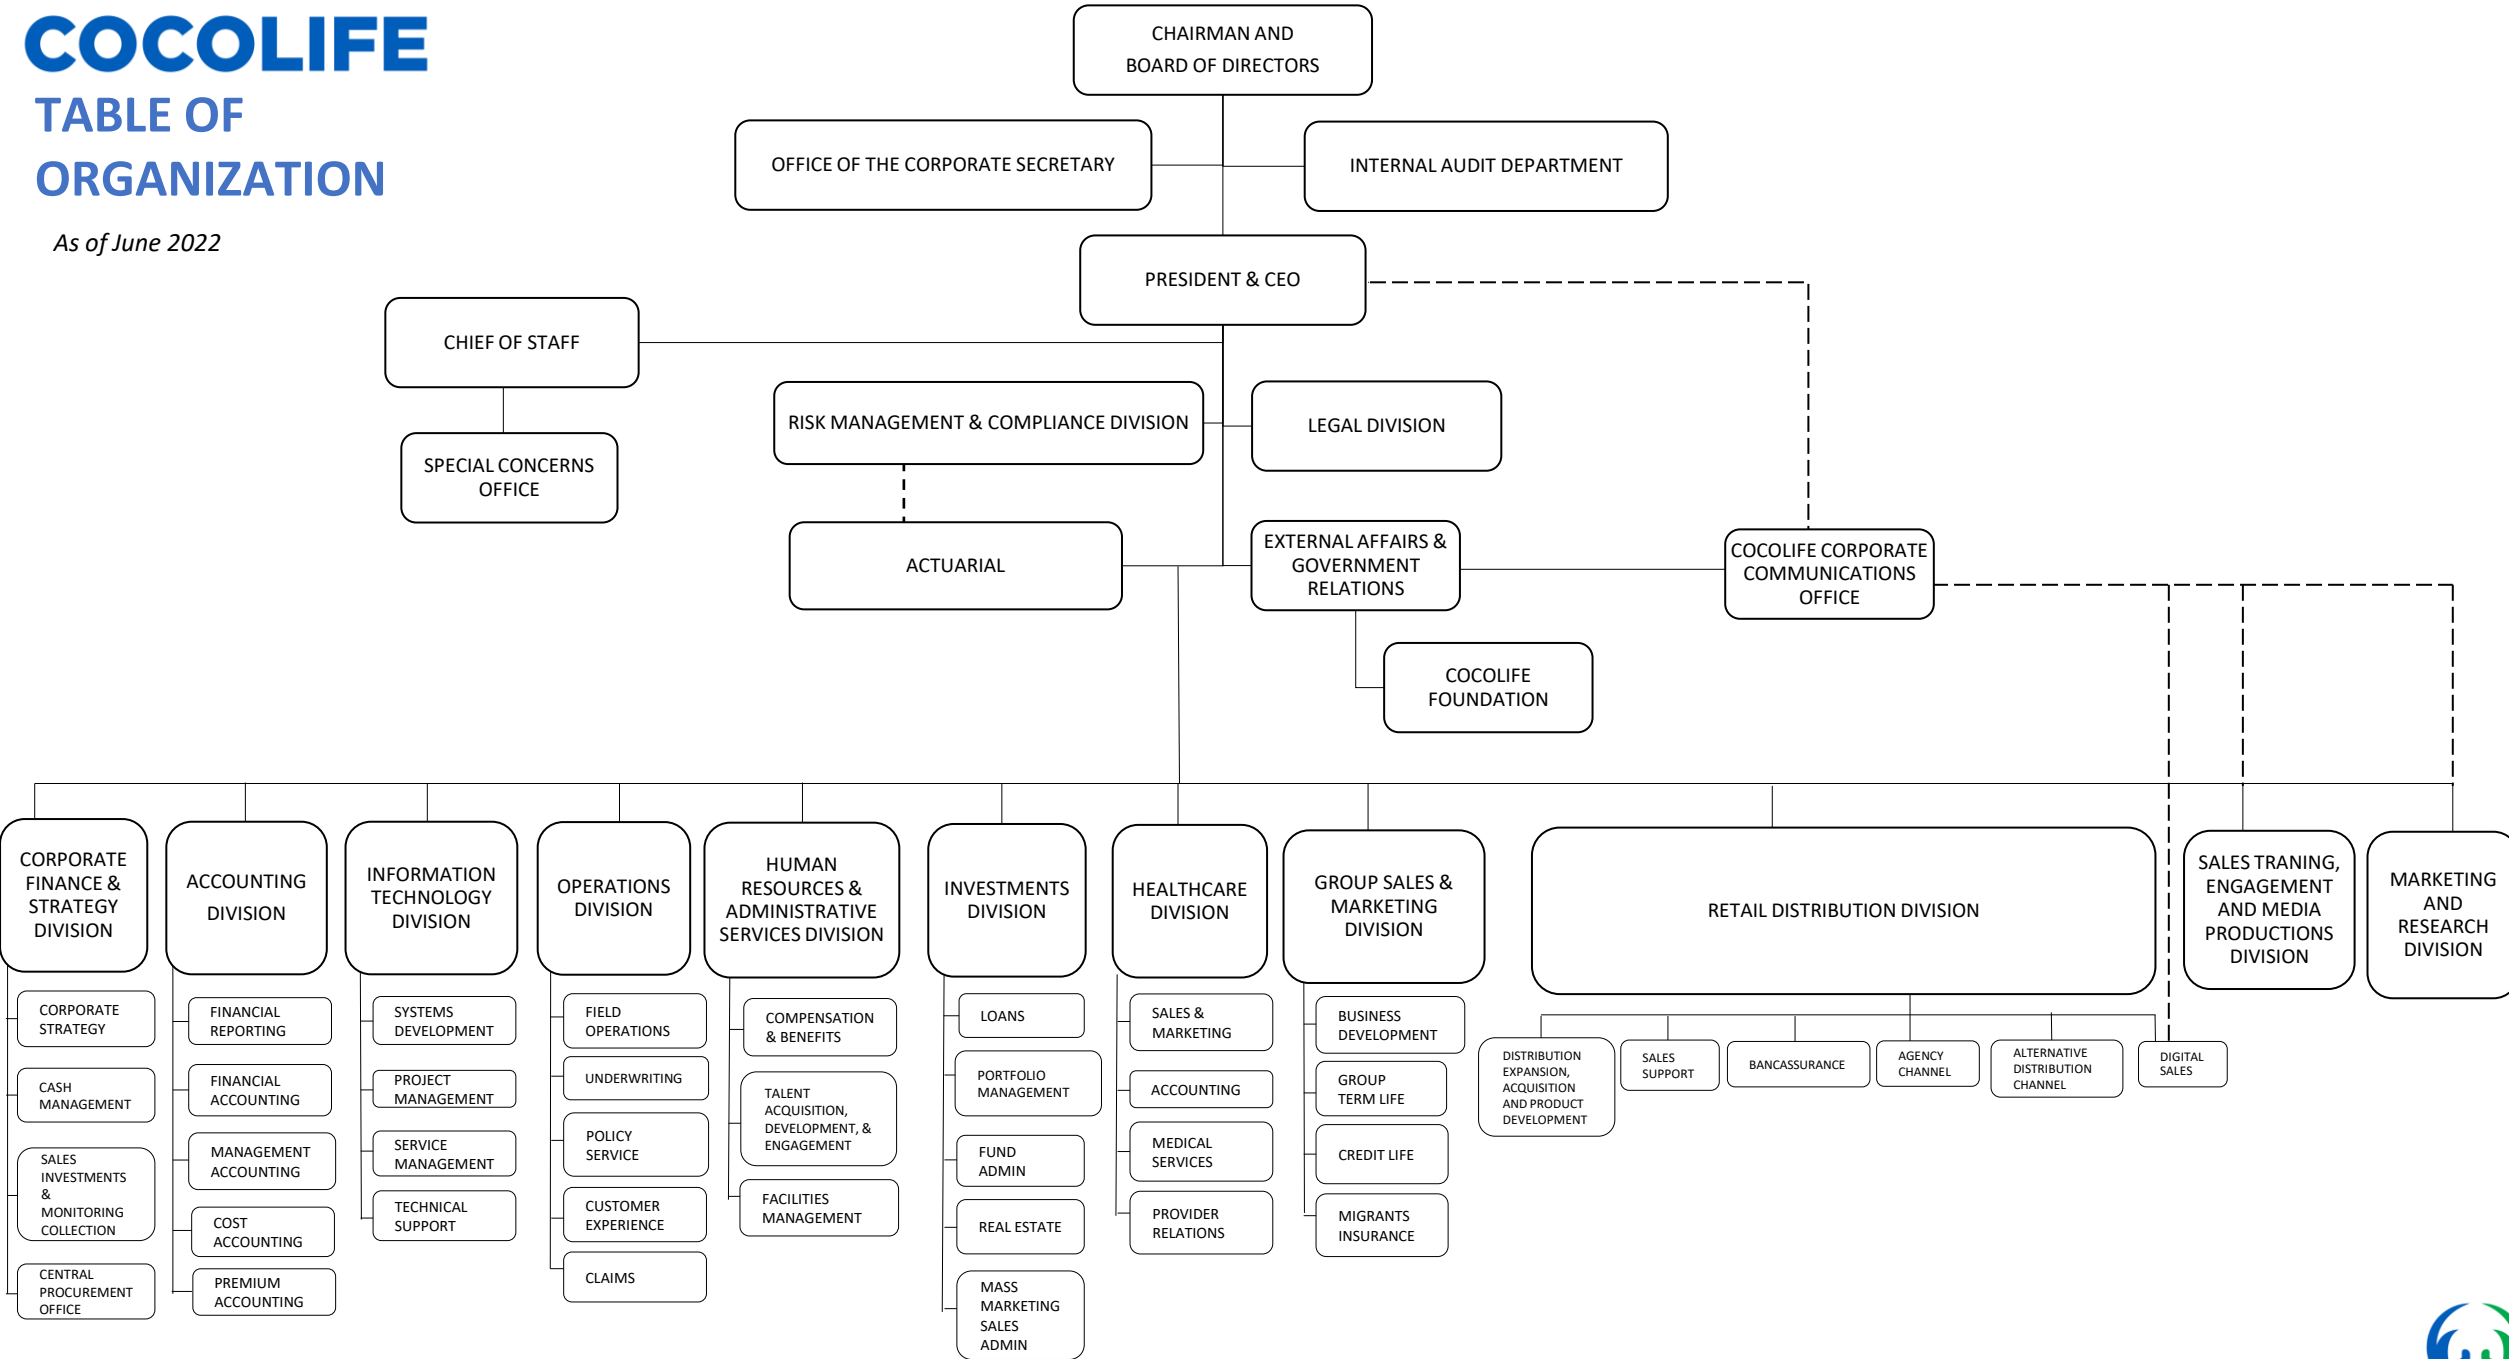 COCOLIFE
TABLE OF
ORGANIZATION
As of June 2022
CHAIRMAN AND
BOARD OF DIRECTORS
OFFICE OF THE CORPORATE SECRETARY
INTERNAL AUDIT DEPARTMENT
PRESIDENT & CEO
CHIEF OF STAFF
RISK MANAGEMENT & COMPLIANCE DIVISION
LEGAL DIVISION
SPECIAL CONCERNS
OFFICE
ACTUARIAL
EXTERNAL AFFAIRS &
GOVERNMENT
RELATIONS
COCOLIFE CORPORATE
COMMUNICATIONS
OFFICE
COCOLIFE
FOUNDATION
CORPORATE
FINANCE &
STRATEGY
DIVISION
ACCOUNTING
DIVISION
INFORMATION
TECHNOLOGY
DIVISION
OPERATIONS
DIVISION
HUMAN
RESOURCES &
ADMINISTRATIVE
SERVICES DIVISION
INVESTMENTS
DIVISION
HEALTHCARE
DIVISION
GROUP SALES &
MARKETING
DIVISION
RETAIL DISTRIBUTION DIVISION
SALES TRANING,
ENGAGEMENT
AND MEDIA
PRODUCTIONS
DIVISION
MARKETING
AND
RESEARCH
DIVISION
CORPORATE
STRATEGY
CASH
MANAGEMENT
SALES
INVESTMENTS
&
MONITORING
COLLECTION
CENTRAL
PROCUREMENT
OFFICE
FINANCIAL
REPORTING
FINANCIAL
ACCOUNTING
MANAGEMENT
ACCOUNTING
COST
ACCOUNTING
PREMIUM
ACCOUNTING
SYSTEMS
DEVELOPMENT
PROJECT
MANAGEMENT
SERVICE
MANAGEMENT
TECHNICAL
SUPPORT
FIELD
OPERATIONS
UNDERWRITING
POLICY
SERVICE
CUSTOMER
EXPERIENCE
CLAIMS
COMPENSATION
& BENEFITS
TALENT
ACQUISITION,
DEVELOPMENT, &
ENGAGEMENT
FACILITIES
MANAGEMENT
LOANS
PORTFOLIO
MANAGEMENT
FUND
ADMIN
REAL ESTATE
MASS
MARKETING
SALES
ADMIN
SALES &
MARKETING
ACCOUNTING
MEDICAL
SERVICES
PROVIDER
RELATIONS
BUSINESS
DEVELOPMENT
GROUP
TERM LIFE
CREDIT LIFE
MIGRANTS
INSURANCE
DISTRIBUTION
EXPANSION,
ACQUISITION
AND PRODUCT
DEVELOPMENT
SALES
SUPPORT
BANCASSURANCE
AGENCY
CHANNEL
ALTERNATIVE
DISTRIBUTION
CHANNEL
DIGITAL
SALES